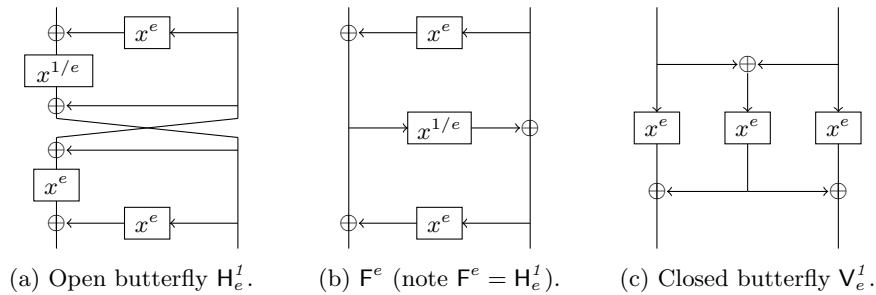 ⊕ x^e
x^{1/e}
⊕
⊕
x^e
⊕ x^e
(a) Open butterfly H_e^1.
⊕ x^e
x^{1/e} ⊕
⊕ x^e
(b) F^e (note F^e = H_e^1).
⊕
x^e x^e x^e
⊕ ⊕
(c) Closed butterfly V_e^1.